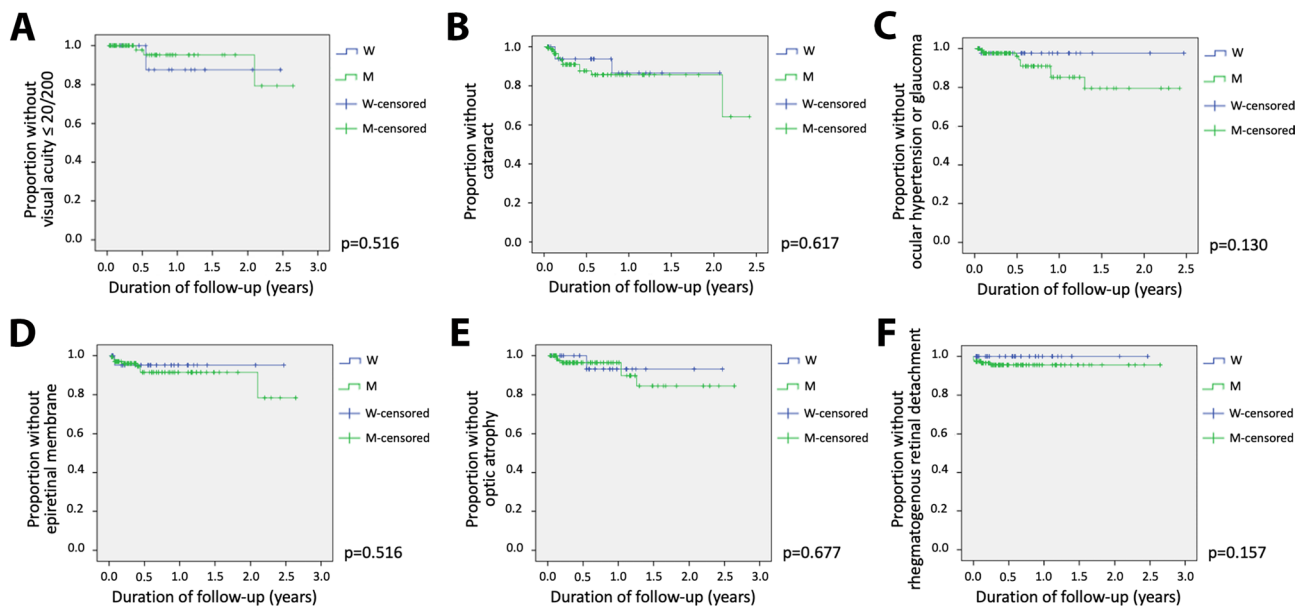 A
Proportion without
visual acuity ≤ 20/200
1.0
0.8
0.6
0.4
0.2
0.0
0.0 0.5 1.0 1.5 2.0 2.5 3.0
Duration of follow-up (years)
W
M
W-censored
M-censored
p=0.516
B
Proportion without
cataract
1.0
0.8
0.6
0.4
0.2
0.0
0.0 0.5 1.0 1.5 2.0 2.5
Duration of follow-up (years)
W
M
W-censored
M-censored
p=0.617
C
Proportion without
ocular hypertension or glaucoma
1.0
0.8
0.6
0.4
0.2
0.0
0.0 0.5 1.0 1.5 2.0 2.5
Duration of follow-up (years)
W
M
W-censored
M-censored
p=0.130
D
Proportion without
epiretinal membrane
1.0
0.8
0.6
0.4
0.2
0.0
0.0 0.5 1.0 1.5 2.0 2.5 3.0
Duration of follow-up (years)
W
M
W-censored
M-censored
p=0.516
E
Proportion without
optic atrophy
1.0
0.8
0.6
0.4
0.2
0.0
0.0 0.5 1.0 1.5 2.0 2.5 3.0
Duration of follow-up (years)
W
M
W-censored
M-censored
p=0.677
F
Proportion without
rhegmatogenous retinal detachment
1.0
0.8
0.6
0.4
0.2
0.0
0.0 0.5 1.0 1.5 2.0 2.5 3.0
Duration of follow-up (years)
W
M
W-censored
M-censored
p=0.157